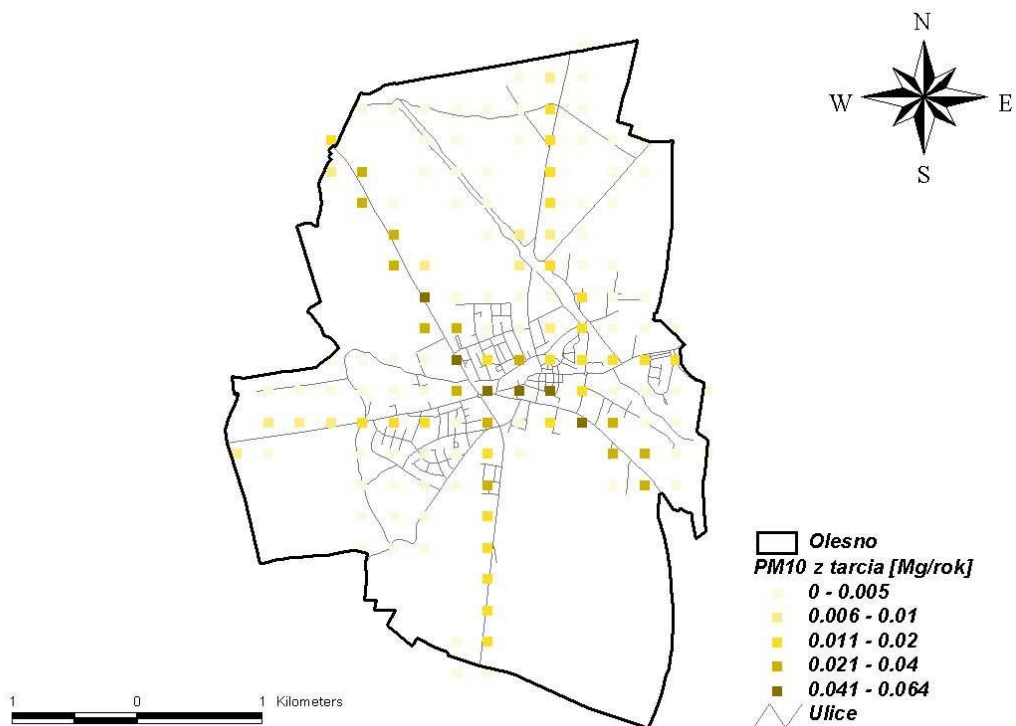 N
W E
S
Olesno
PM10 z tarcia [Mg/rok]
0 - 0.005
0.006 - 0.01
0.011 - 0.02
0.021 - 0.04
0.041 - 0.064
Ulice
1 0 1 Kilometers